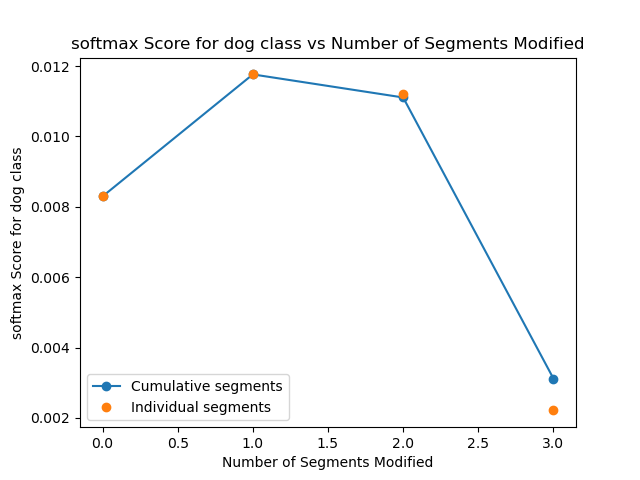 softmax Score for dog class vs Number of Segments Modified
softmax Score for dog class
0.012
0.010
0.008
0.006
0.004
0.002
Cumulative segments
Individual segments
0.0 0.5 1.0 1.5 2.0 2.5 3.0
Number of Segments Modified